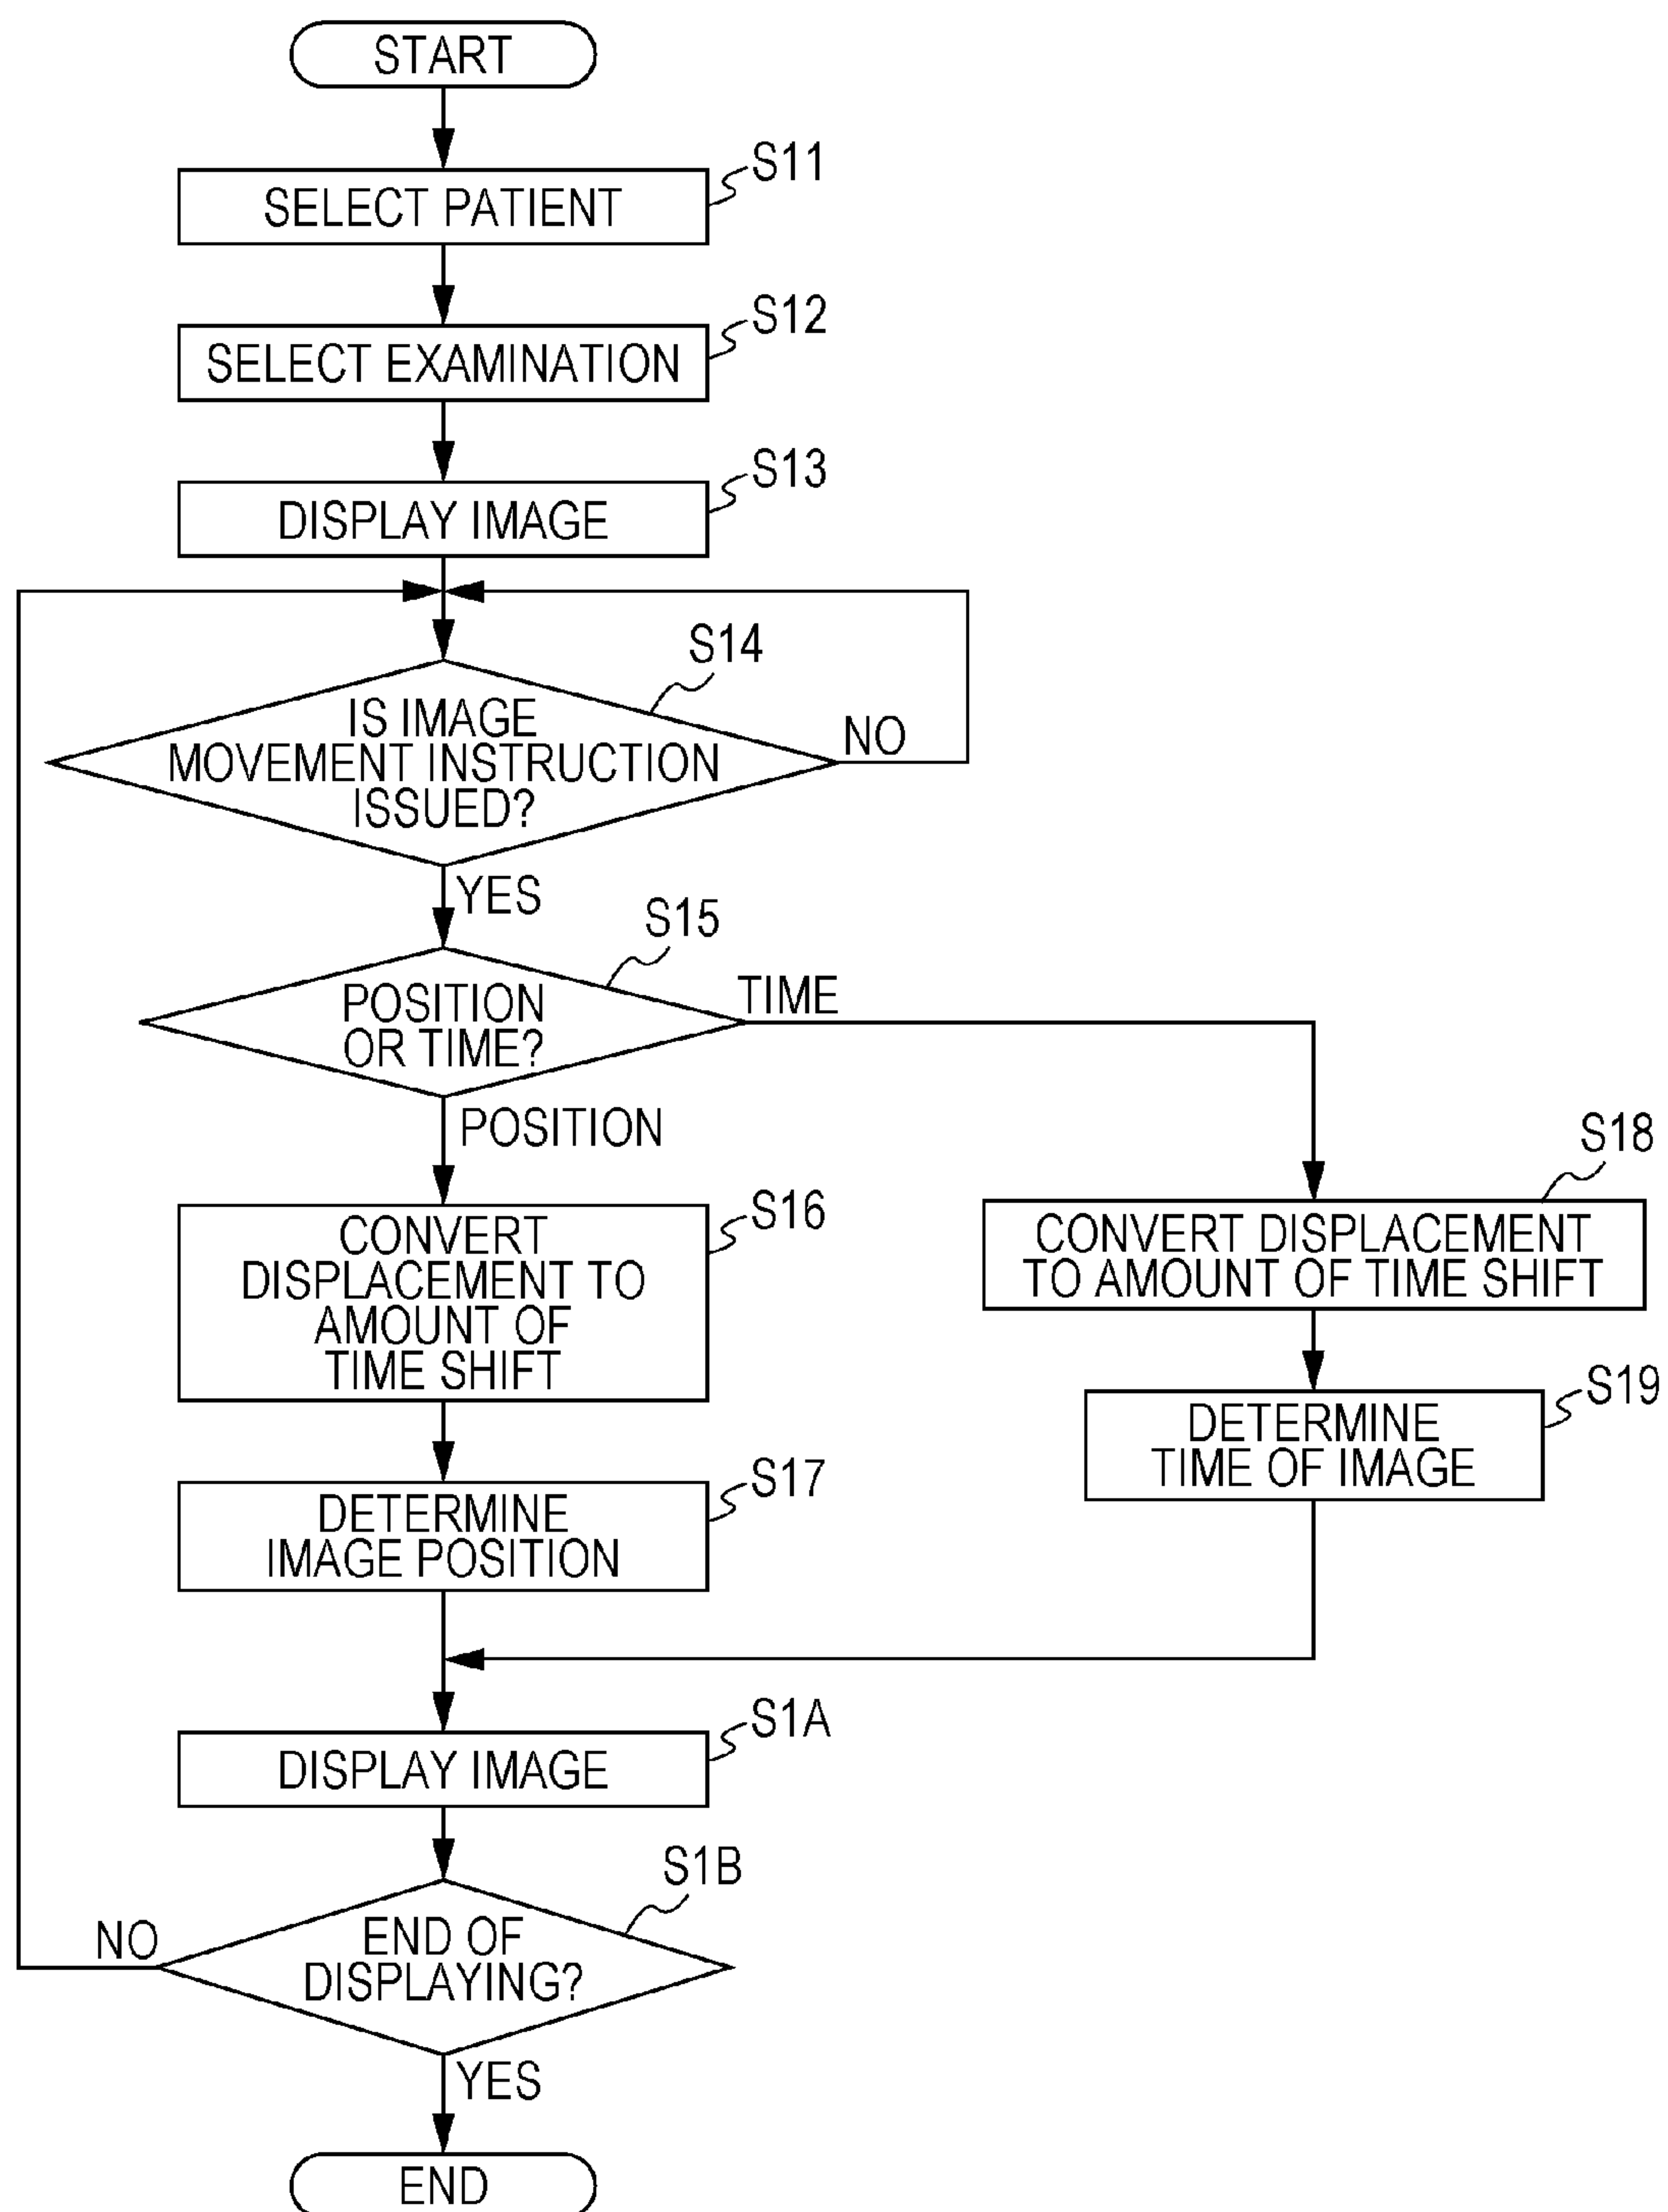 START
S11
SELECT PATIENT
S12
SELECT EXAMINATION
S13
DISPLAY IMAGE
S14
IS IMAGE
MOVEMENT INSTRUCTION
ISSUED?
NO
YES
S15
POSITION
OR TIME?
TIME
POSITION
S16
CONVERT
DISPLACEMENT TO
AMOUNT OF
TIME SHIFT
S18
CONVERT DISPLACEMENT
TO AMOUNT OF TIME SHIFT
S17
DETERMINE
IMAGE POSITION
S19
DETERMINE
TIME OF IMAGE
S1A
DISPLAY IMAGE
S1B
END OF
DISPLAYING?
NO
YES
END